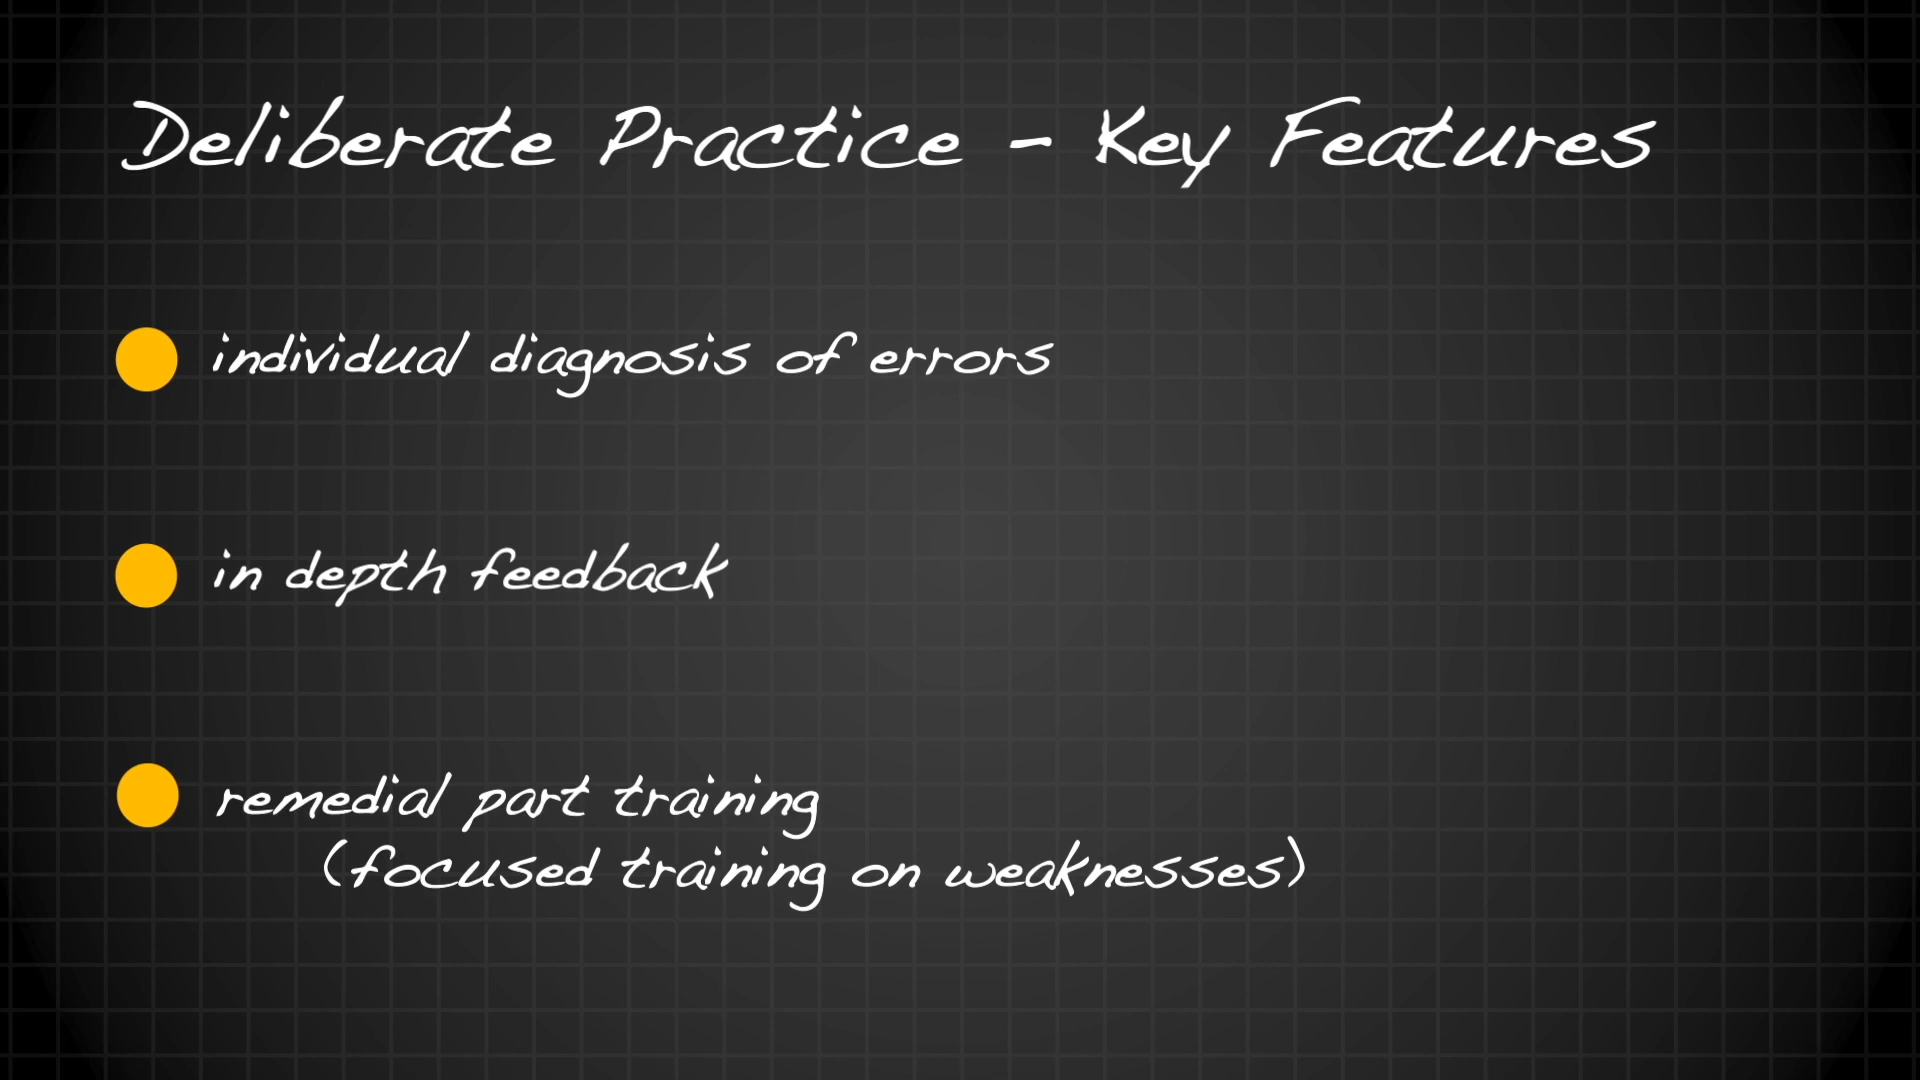 Deliberate Practice - Key Features
individual diagnosis of errors
in depth feedback
remedial part training
(focused training on weaknesses)